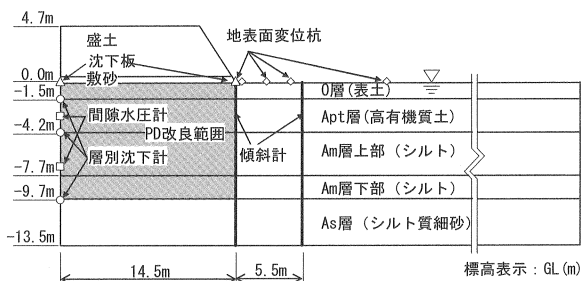 4.7m
盛土
地表面変位杭
沈下板
0.0m
敷砂
O層(表土)
-1.5m
間隙水圧計
Apt層(高有機質土)
-4.2m
PD改良範囲
層別沈下計
傾斜計
Am層上部（シルト）
-7.7m
Am層下部（シルト）
-9.7m
As層（シルト質細砂）
-13.5m
14.5m
5.5m
標高表示：GL(m)